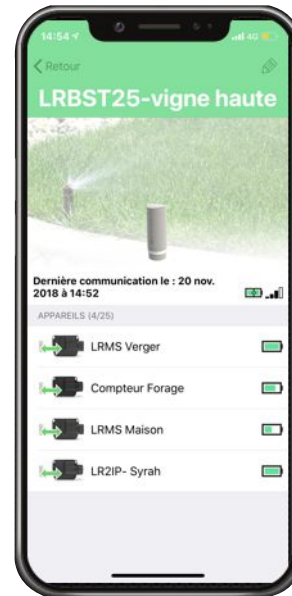 14:54
4G
Retour
LRBST25-vigne haute
Dernière communication le : 20 nov.
2018 à 14:52
APPAREILS (4/25)
LRMS Verger
Compteur Forage
LRMS Maison
LR2IP- Syrah